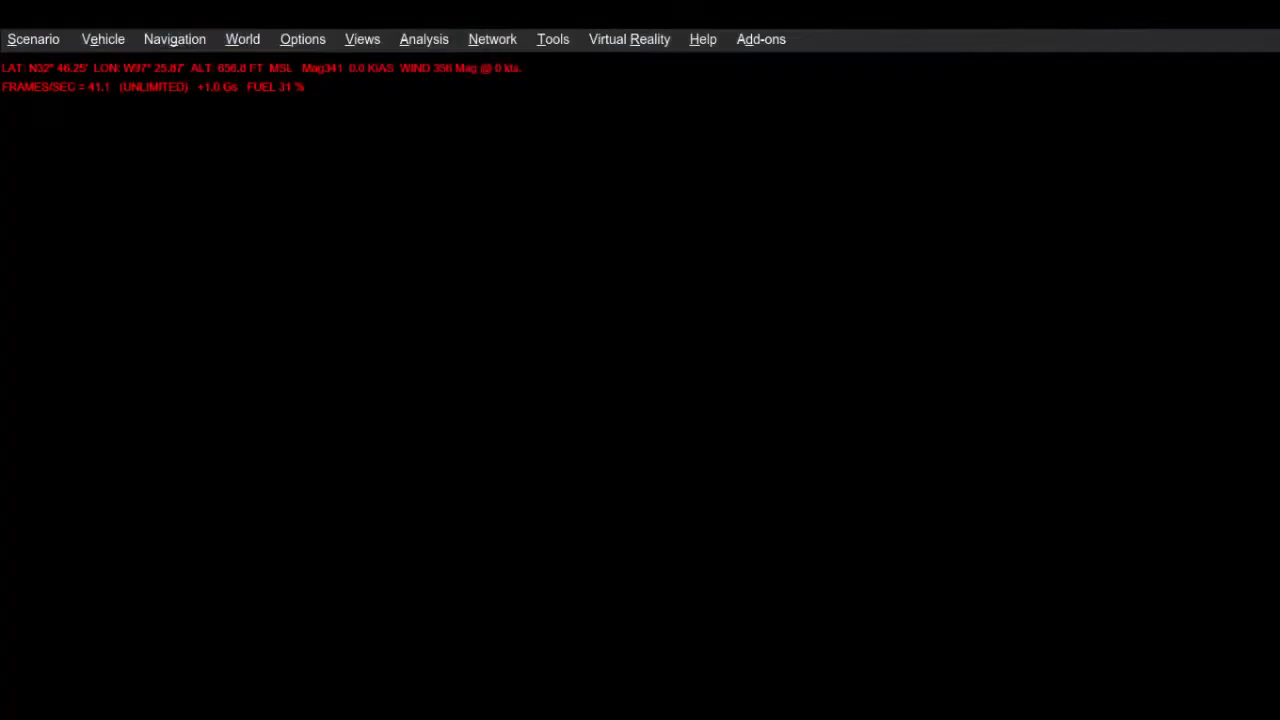 Scenario Vehicle Navigation World Options Views Analysis Network Tools Virtual Reality Help Add-ons
LAT: N32° 46.25' LON: W97° 25.87' ALT: 656.8 FT MSL Mag341 0.0 KIAS WIND 356 Mag @ 0 kts.
FRAMES/SEC = 41.1 (UNLIMITED) +1.0 Gs FUEL 31 %